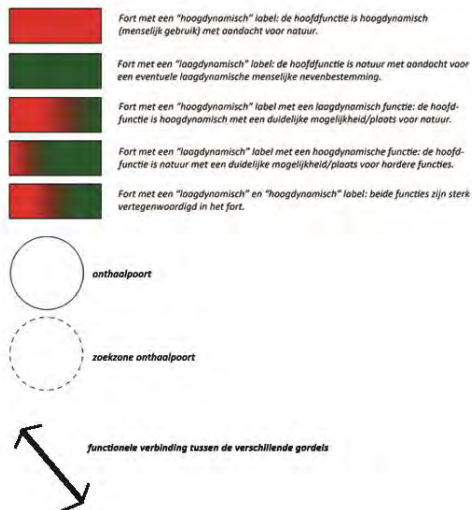 Fort met een "hoogdynamisch" label: de hoofdfunctie is hoogdynamisch
(menselijk gebruik) met aandacht voor natuur.
Fort met een "laagdynamisch" label: de hoofdfunctie is natuur met aandacht voor
een eventuele laagdynamische menselijke nevenbestemming.
Fort met een "hoogdynamisch" label met een laagdynamisch functie: de hoofd-
functie is hoogdynamisch met een duidelijke mogelijkheid/plaats voor natuur.
Fort met een "laagdynamisch" label met een hoogdynamische functie: de hoofd-
functie is natuur met een duidelijke mogelijkheid/plaats voor hardere functies.
Fort met een "laagdynamisch" en "hoogdynamisch" label: beide functies zijn sterk
vertegenwoordigd in het fort.
onthaalpoort
zoekzone onthaalpoort
functionele verbinding tussen de verschillende gordels